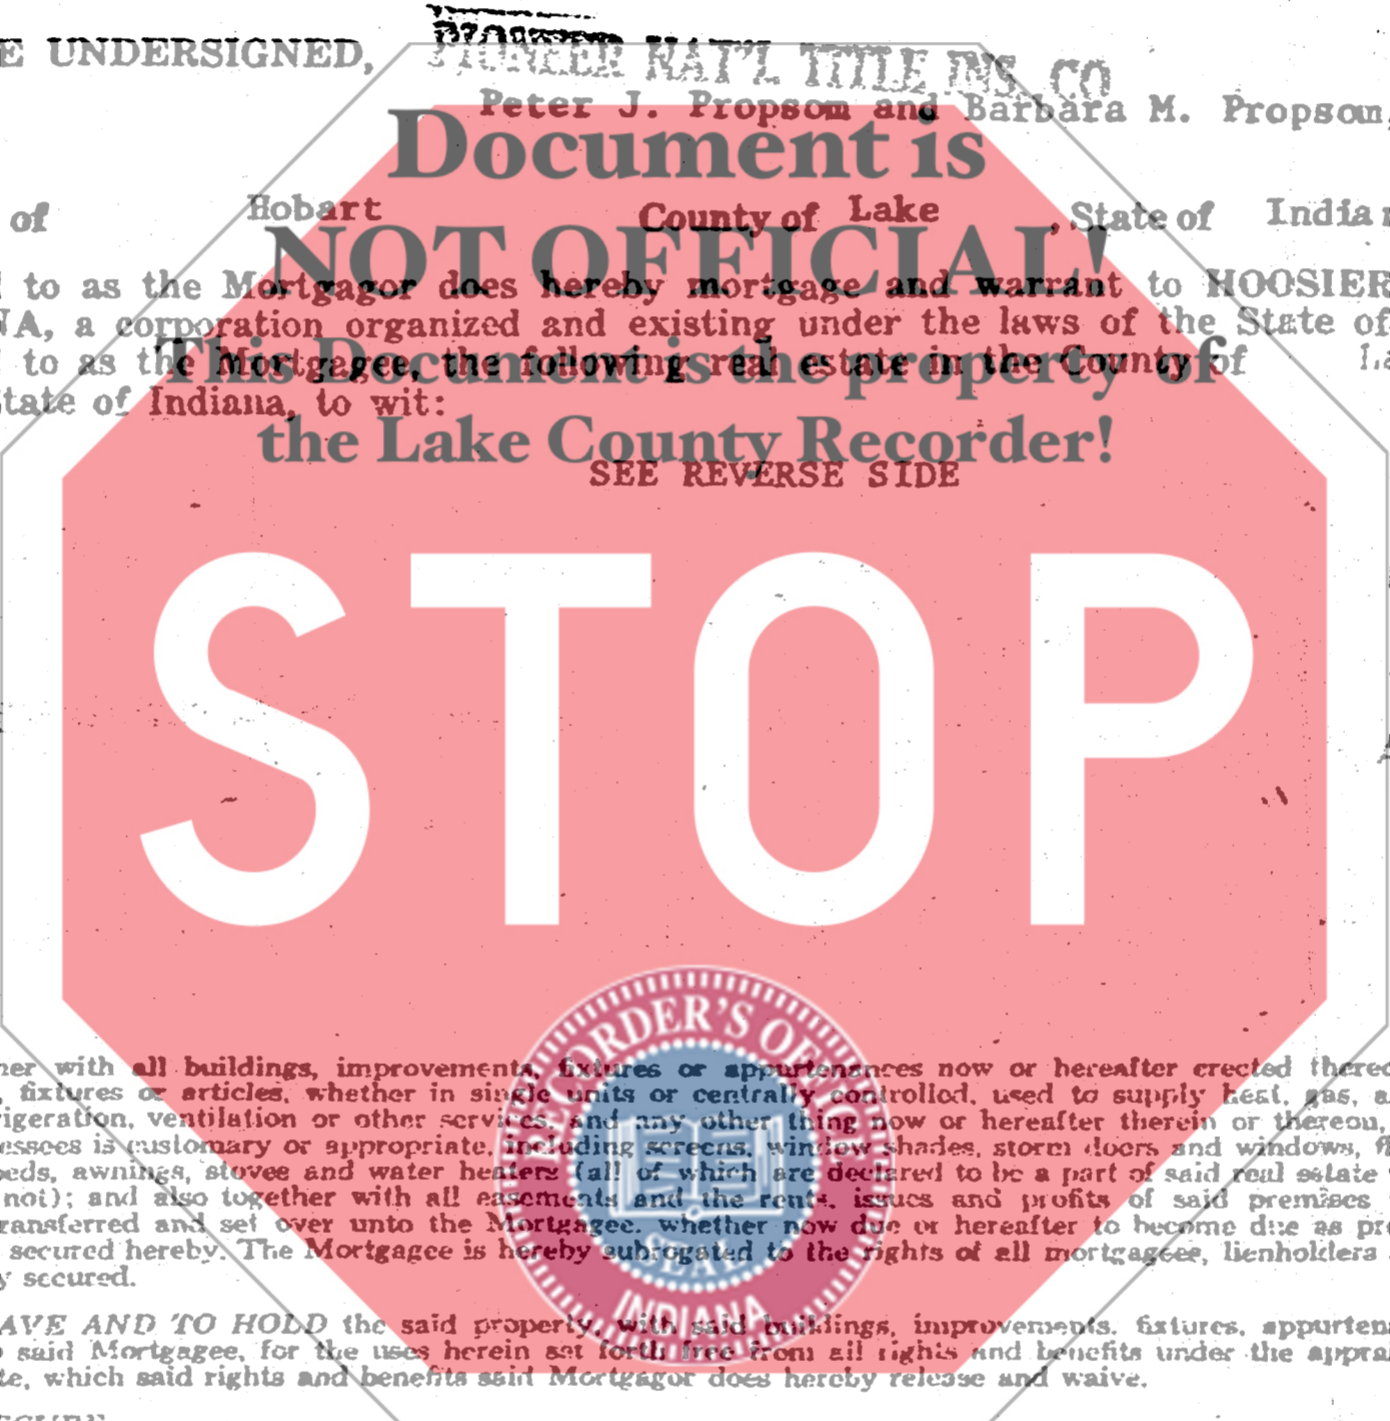 E UNDERSIGNED,
PIONEER NAT'L TITLE INS. CO
Peter J. Propsom and Barbara M. Propsom,
Document is
of Hobart County of Lake , State of India
NOT OFFICIAL!
to as the Mortgagor does hereby mortgage and warrant to HOOSIER
NA, a corporation organized and existing under the laws of the State of
This Document is the property of
to as the Mortgagee, the following real estate in the County of La
tate of Indiana, to wit:
the Lake County Recorder!
SEE REVERSE SIDE
STOP
RECORDER'S OFFICE
her with all buildings, improvements, fixtures or appurtenances now or hereafter erected thereo
, fixtures or articles, whether in single units or centrally controlled, used to supply heat, gas, a
rigeration, ventilation or other services, and any other thing now or hereafter therein or thereon,
essees is customary or appropriate, including screens, window shades, storm doors and windows, fl
beds, awnings, stoves and water heaters (all of which are declared to be a part of said real estate
not); and also together with all easements and the rents, issues and profits of said premises
ransferred and set over unto the Mortgagee, whether now due or hereafter to become due as pro
secured hereby. The Mortgagee is hereby subrogated to the rights of all mortgagees, lienholders
y secured.
SEAL
INDIANA
AVE AND TO HOLD the said property, with said buildings, improvements, fixtures, appurten
said Mortgagee, for the uses herein set forth free from all rights and benefits under the apprai
te, which said rights and benefits said Mortgagor does hereby release and waive.